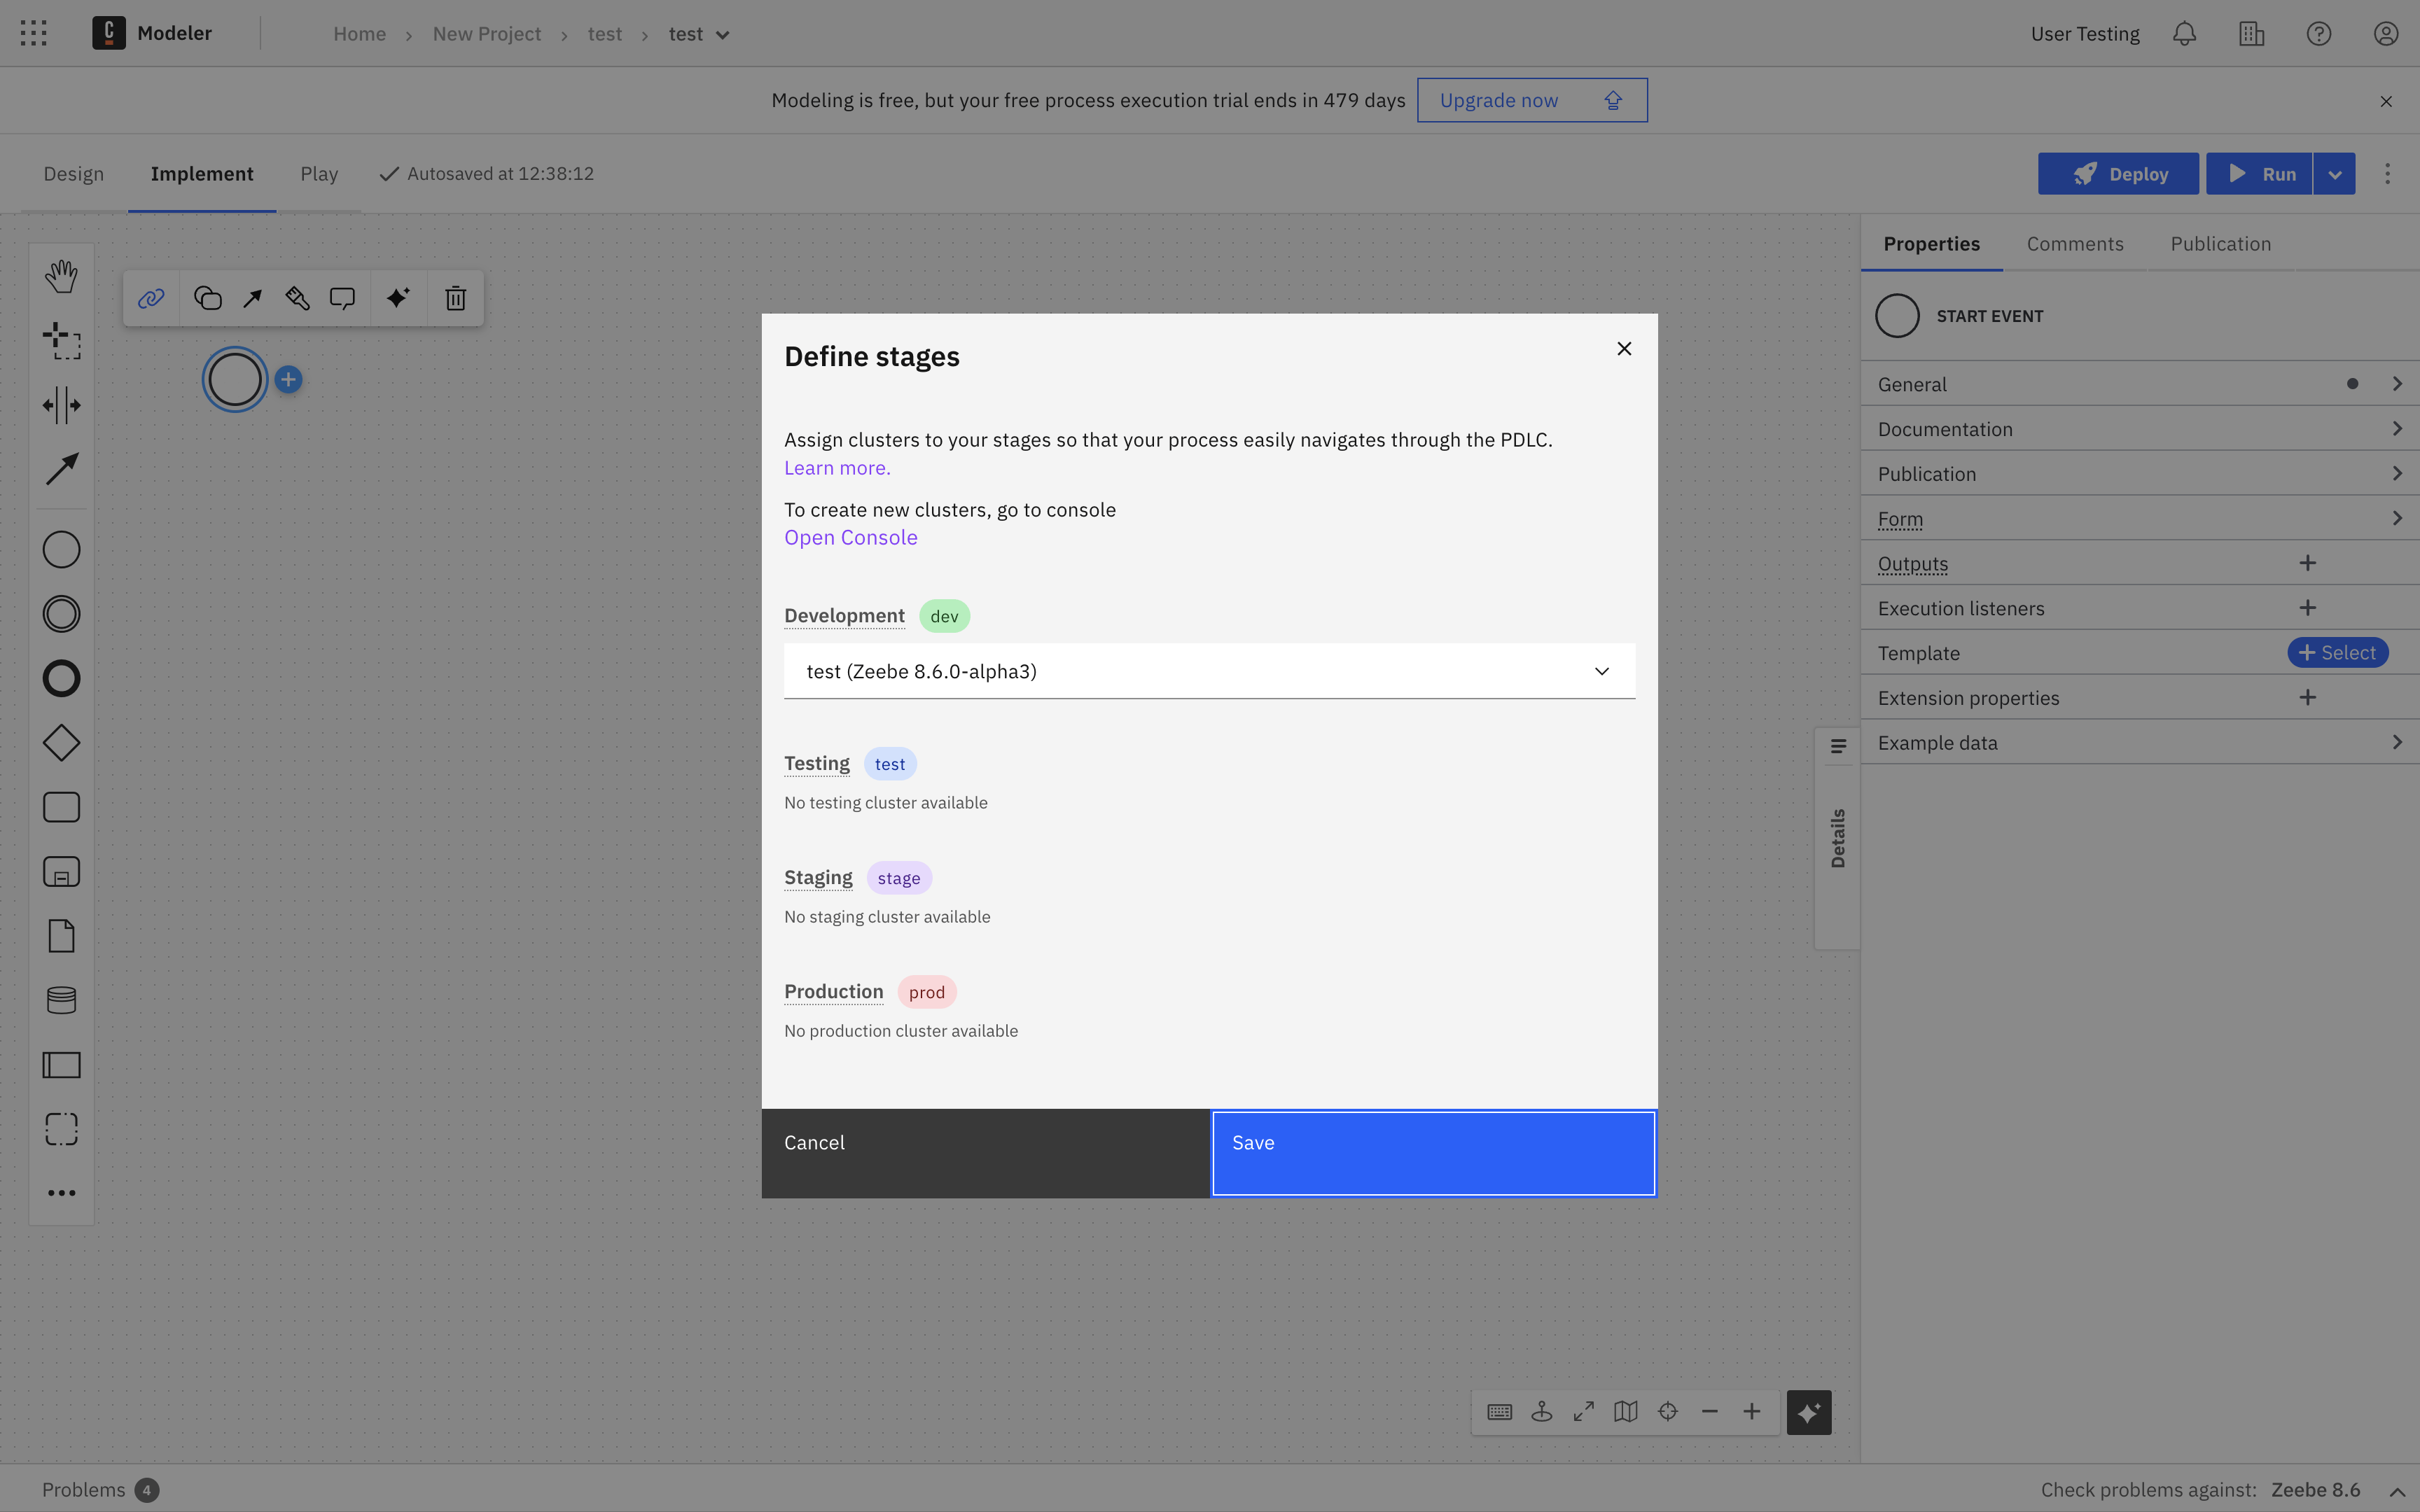 C Modeler
Home
New Project
test
test
User Testing
Modeling is free, but your free process execution trial ends in 479 days
Upgrade now
Design
Implement
Play
Autosaved at 12:38:12
Deploy
Run
Properties
Comments
Publication
START EVENT
General
Documentation
Publication
Form
Outputs
Execution listeners
Template
Select
Extension properties
Example data
Details
Define stages
Assign clusters to your stages so that your process easily navigates through the PDLC.
Learn more.
To create new clusters, go to console
Open Console
Development dev
test (Zeebe 8.6.0-alpha3)
Testing test
No testing cluster available
Staging stage
No staging cluster available
Production prod
No production cluster available
Cancel
Save
Problems 4
Check problems against: Zeebe 8.6